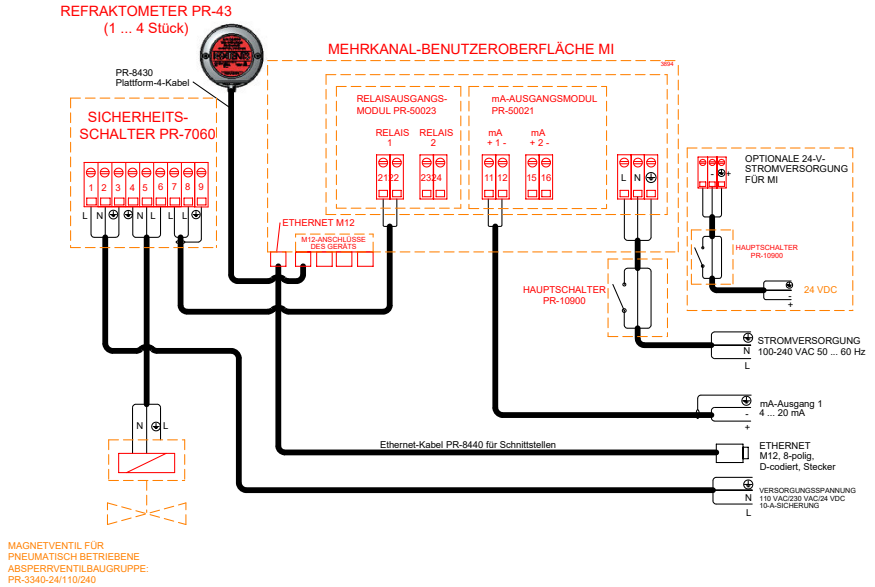 REFRAKTOMETER PR-43
(1 ... 4 Stück)
MEHRKANAL-BENUTZEROBERFLÄCHE MI
3894
PR-8430
Plattform-4-Kabel
SICHERHEITS-
SCHALTER PR-7060
1 2 3 4 5 6 7 8 9
L N N L L L
RELAISAUSGANGS-
MODUL PR-50023
RELAIS RELAIS
1 2
21 22 23 24
mA-AUSGANGSMODUL
PR-50021
mA mA
+ 1 - + 2 -
11 12 15 16
L N
- +
OPTIONALE 24-V-
STROMVERSORGUNG
FÜR MI
HAUPTSCHALTER
PR-10900
24 VDC
-
+
ETHERNET M12
M12-ANSCHLÜSSE
DES GERÄTS
HAUPTSCHALTER
PR-10900
STROMVERSORGUNG
100-240 VAC 50 ... 60 Hz
N
L
mA-Ausgang 1
4 ... 20 mA
-
+
N L
Ethernet-Kabel PR-8440 für Schnittstellen
ETHERNET
M12, 8-polig,
D-codiert, Stecker
VERSORGUNGSSPANNUNG
110 VAC/230 VAC/24 VDC
10-A-SICHERUNG
N
L
MAGNETVENTIL FÜR
PNEUMATISCH BETRIEBENE
ABSPERRVENTILBAUGRUPPE:
PR-3340-24/110/240